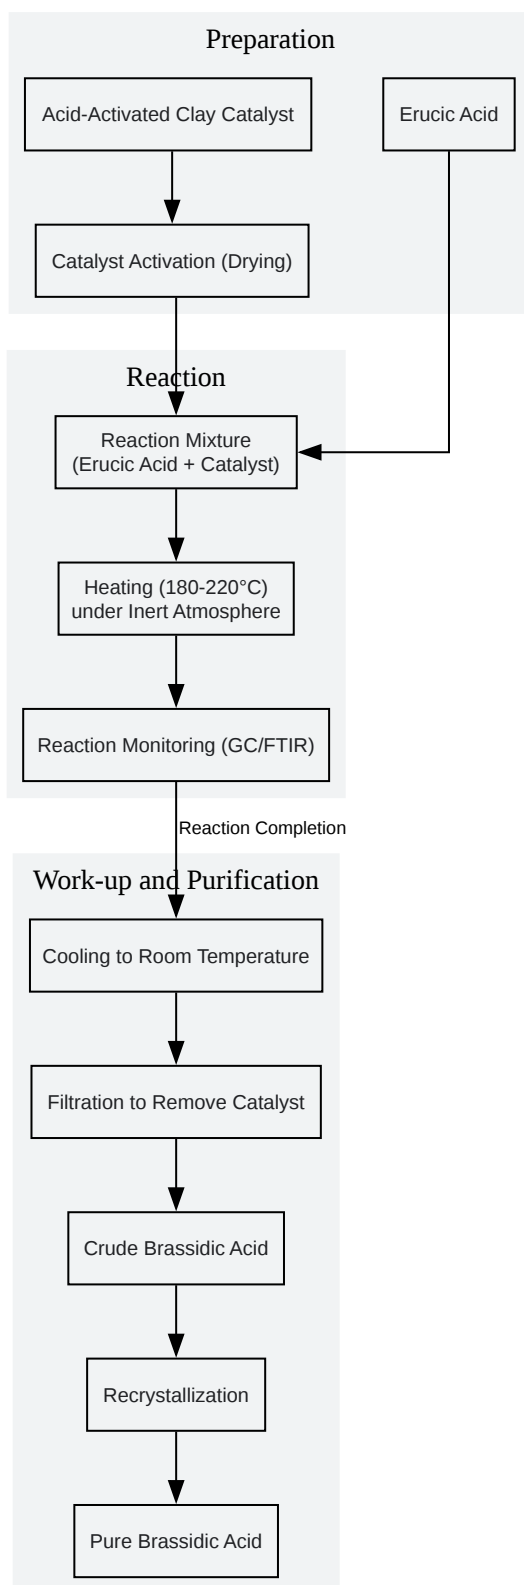 Preparation
Acid-Activated Clay Catalyst
Erucic Acid
Catalyst Activation (Drying)
Reaction
Reaction Mixture
(Erucic Acid + Catalyst)
Heating (180-220°C)
under Inert Atmosphere
Reaction Monitoring (GC/FTIR)
Reaction Completion
Work-up and Purification
Cooling to Room Temperature
Filtration to Remove Catalyst
Crude Brassidic Acid
Recrystallization
Pure Brassidic Acid